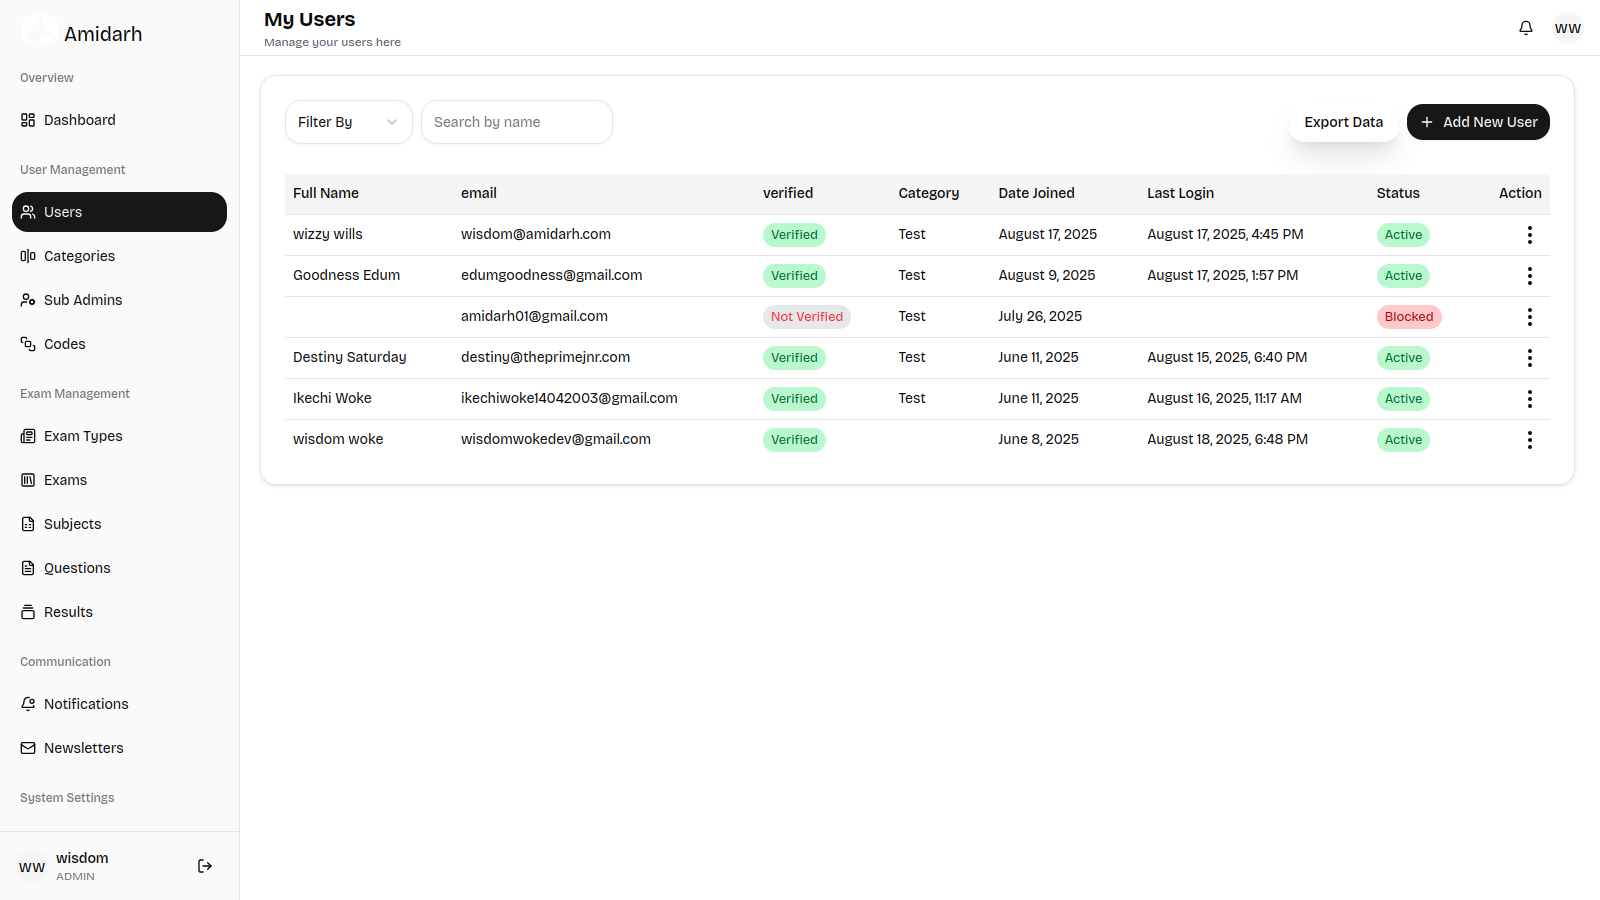 Amidarh
Overview
Dashboard
User Management
Users
Categories
Sub Admins
Codes
Exam Management
Exam Types
Exams
Subjects
Questions
Results
Communication
Notifications
Newsletters
System Settings
WW wisdom
ADMIN
My Users
Manage your users here
WW
Filter By
Search by name
Export Data
Add New User
Full Name email verified Category Date Joined Last Login Status Action
wizzy wills wisdom@amidarh.com Verified Test August 17, 2025 August 17, 2025, 4:45 PM Active
Goodness Edum edumgoodness@gmail.com Verified Test August 9, 2025 August 17, 2025, 1:57 PM Active
amidarh01@gmail.com Not Verified Test July 26, 2025 Blocked
Destiny Saturday destiny@theprimejnr.com Verified Test June 11, 2025 August 15, 2025, 6:40 PM Active
Ikechi Woke ikechiwoke14042003@gmail.com Verified Test June 11, 2025 August 16, 2025, 11:17 AM Active
wisdom woke wisdomwokedev@gmail.com Verified June 8, 2025 August 18, 2025, 6:48 PM Active